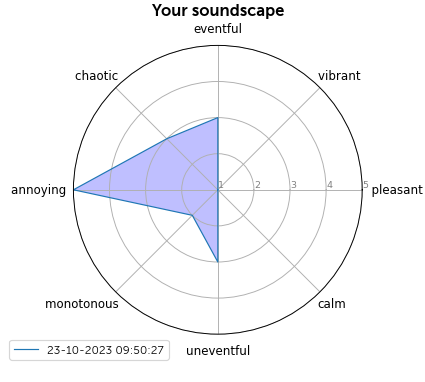 Your soundscape
eventful
chaotic
vibrant
annoying
1 2 3 4 5
pleasant
monotonous
calm
uneventful
23-10-2023 09:50:27